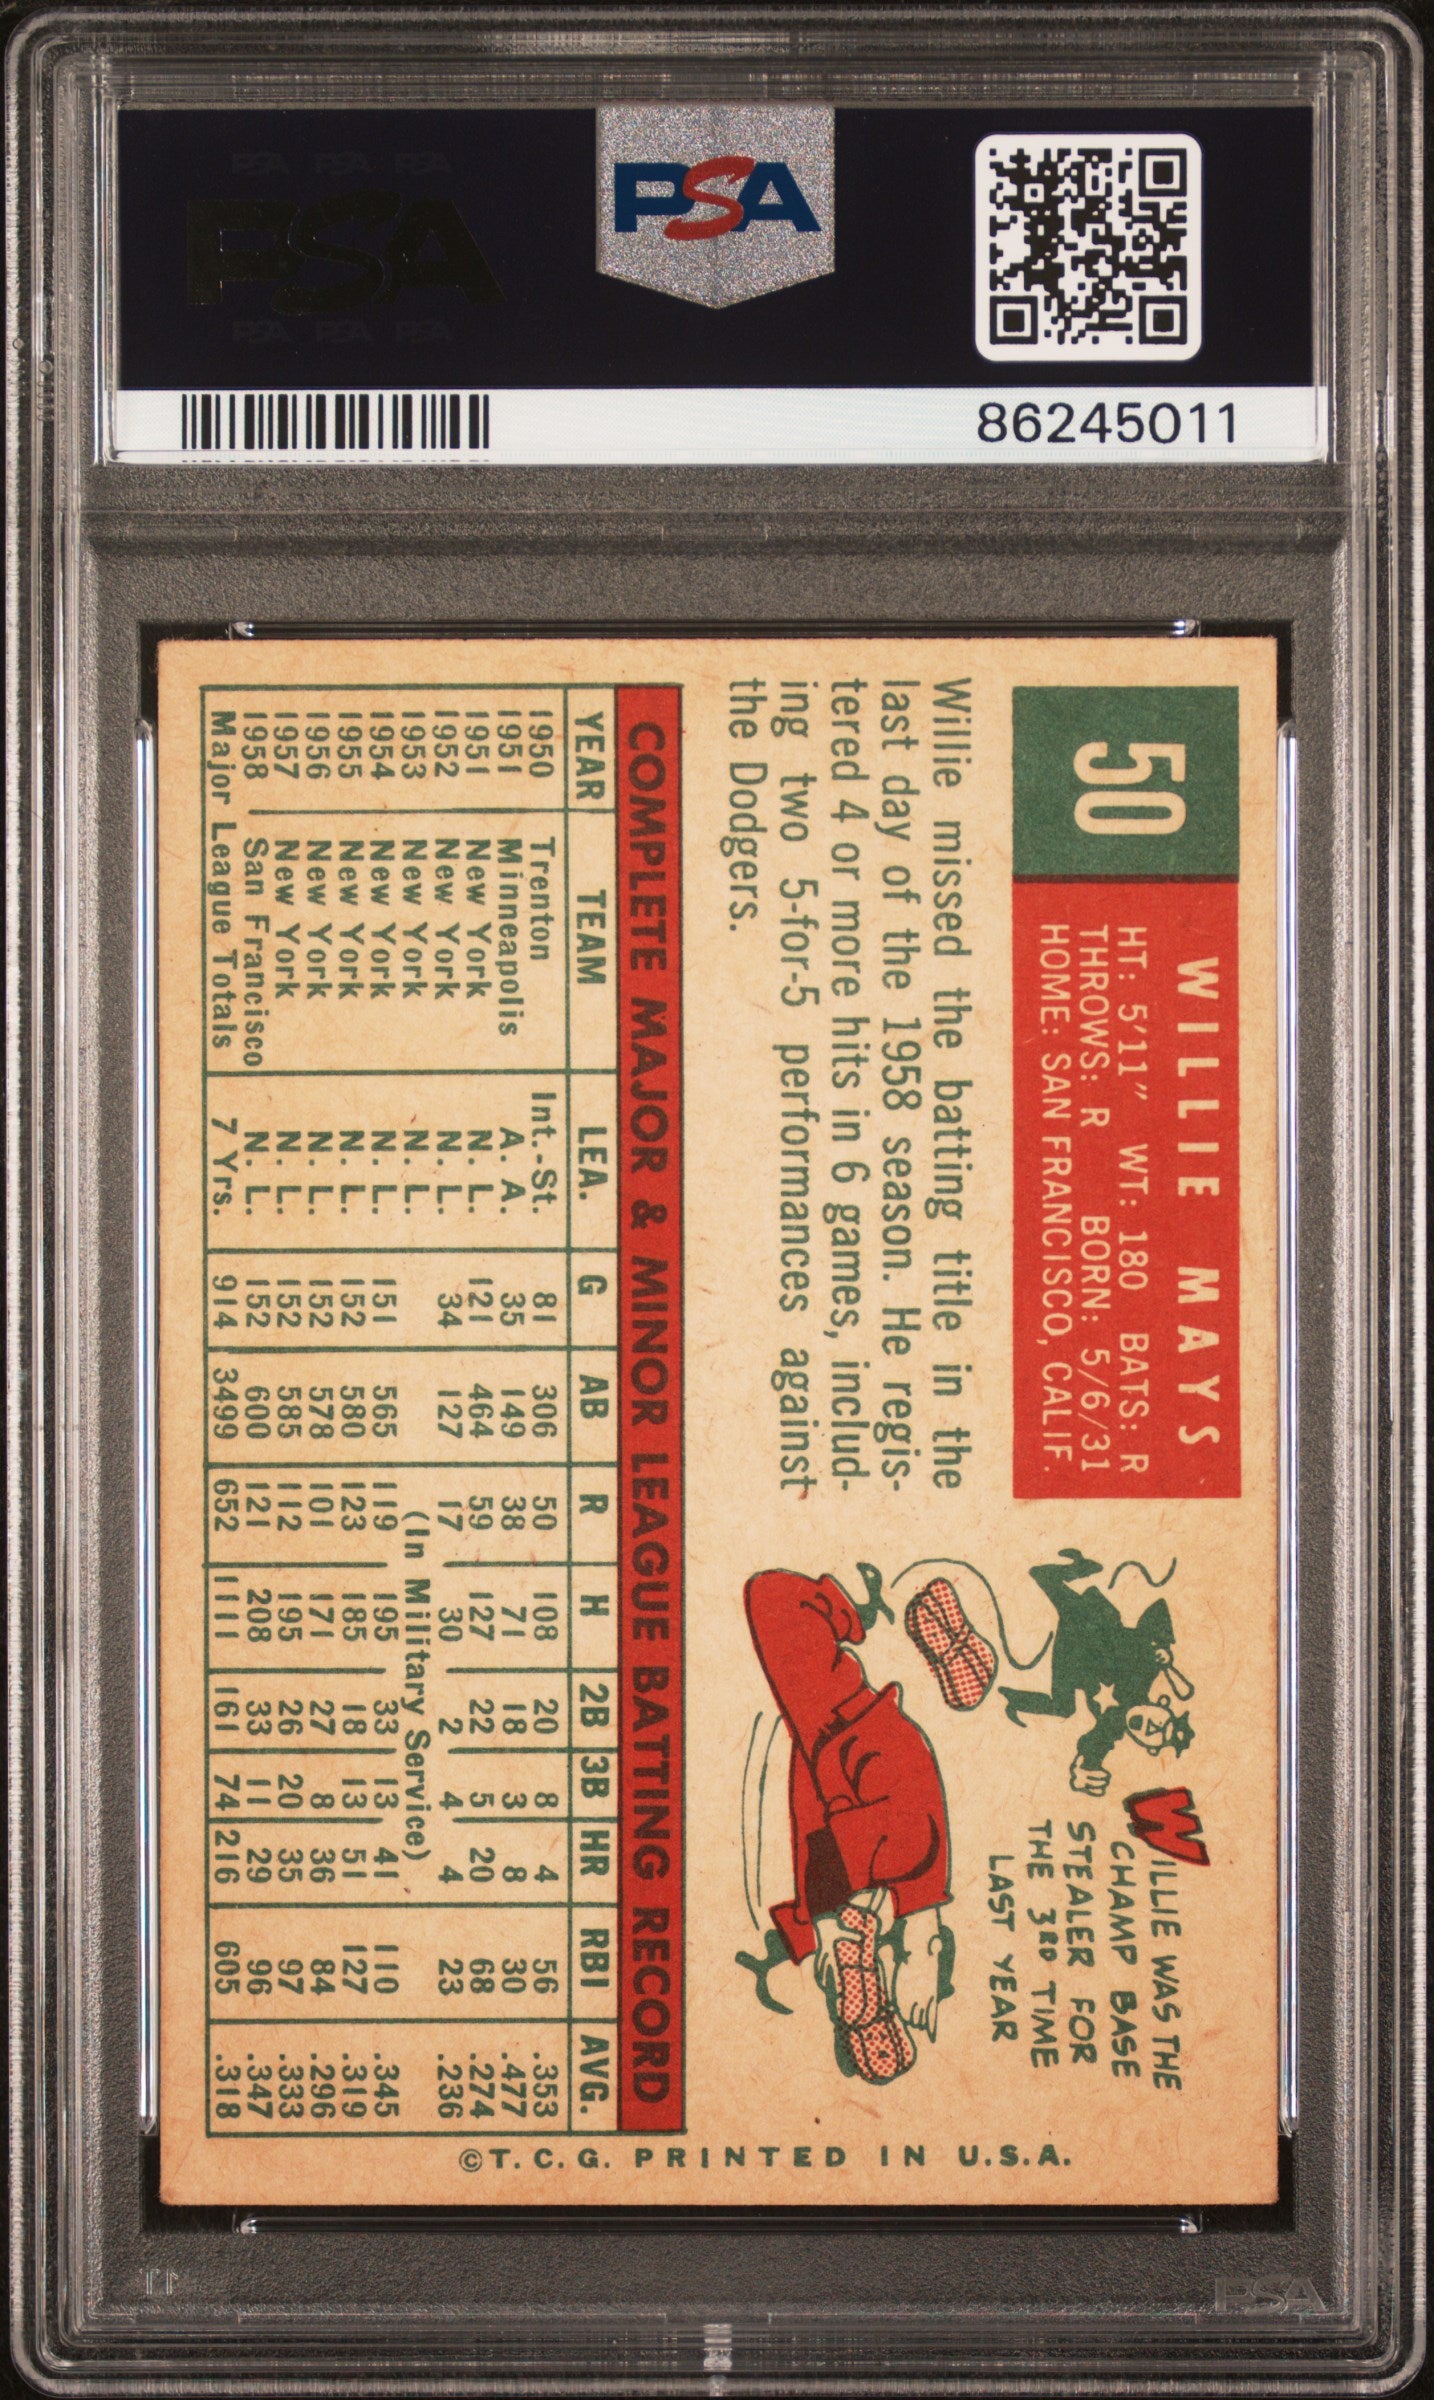 PSA PSA PSA
PSA
PSA PSA PSA
PSA
86245011
50
WILLIE MAYS
HT: 5'11" WT: 180 BATS: R
THROWS: R BORN: 5/6/31
HOME: SAN FRANCISCO, CALIF.
Willie missed the batting title in the
last day of the 1958 season. He regis-
tered 4 or more hits in 6 games, includ-
ing two 5-for-5 performances against
the Dodgers.
WILLIE WAS THE
CHAMP BASE
STEALER FOR
THE 3RD TIME
LAST YEAR
COMPLETE MAJOR & MINOR LEAGUE BATTING RECORD
YEAR TEAM LEA. G AB R H 2B 3B HR RBI AVG.
1950 Trenton Int.-St. 81 306 50 108 20 8 4 56 .353
1951 Minneapolis A. A. 35 149 38 71 18 3 8 30 .477
1951 New York N. L. 121 464 59 127 22 5 20 68 .274
1952 New York N. L. 34 127 17 30 2 4 4 23 .236
1953 New York N. L. (In Military Service)
1954 New York N. L. 151 565 119 195 33 13 41 110 .345
1955 New York N. L. 152 580 123 185 18 13 51 127 .319
1956 New York N. L. 152 578 101 171 27 8 36 84 .296
1957 New York N. L. 152 585 112 195 26 20 35 97 .333
1958 San Francisco N. L. 152 600 121 208 33 11 29 96 .347
Major League Totals 7 Yrs. 914 3499 652 1111 161 74 216 605 .318
©T. C. G. PRINTED IN U.S.A.
PSA